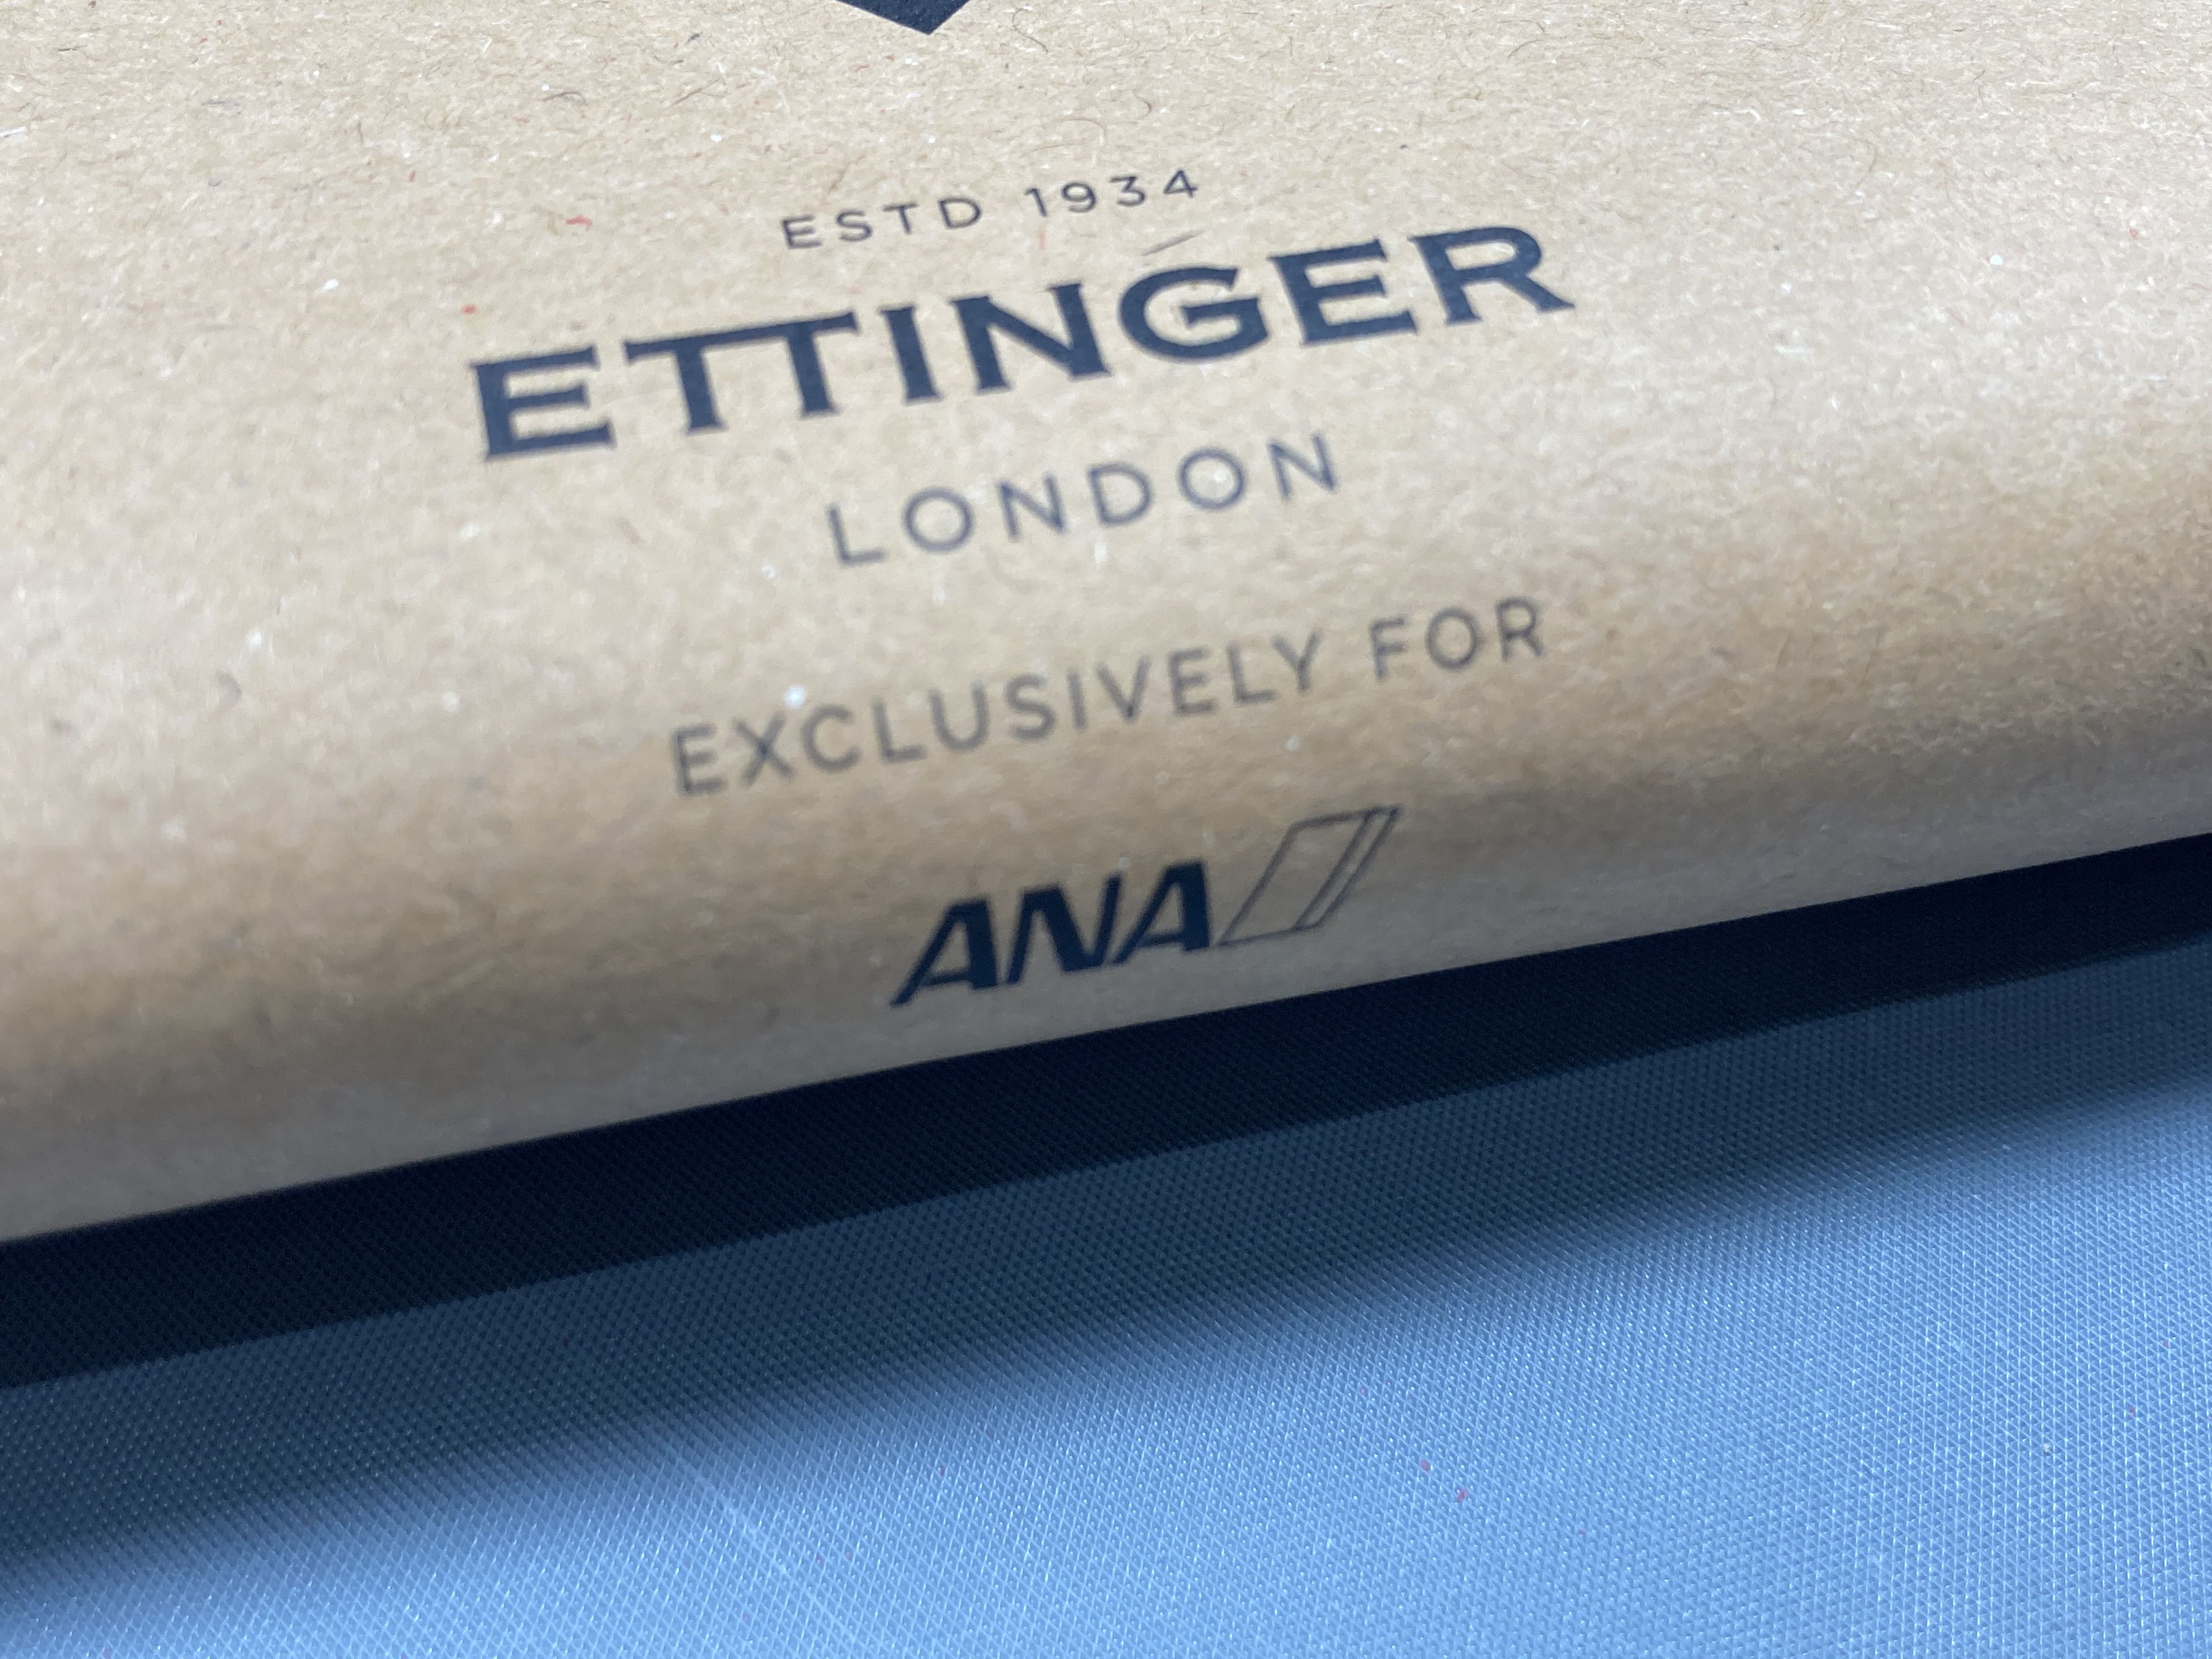 ESTD 1934
ETTINGER
LONDON
EXCLUSIVELY FOR
ANA